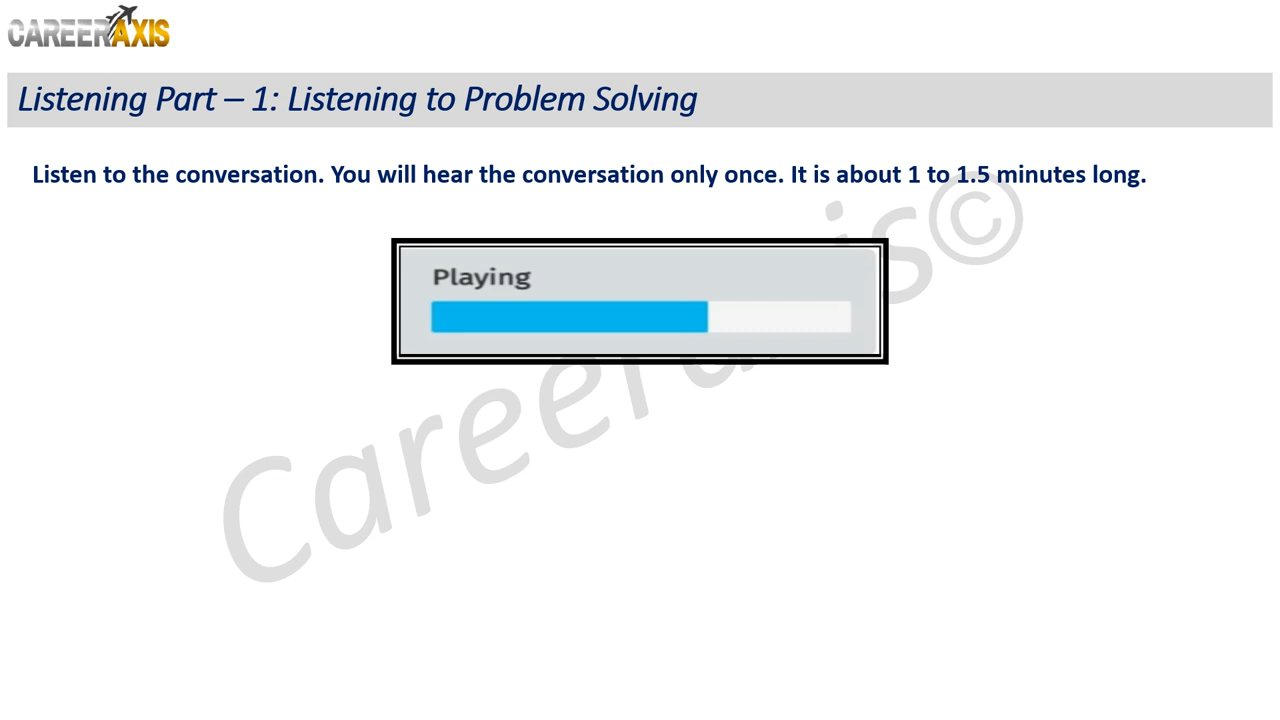 CAREERAXIS
Listening Part – 1: Listening to Problem Solving
Listen to the conversation. You will hear the conversation only once. It is about 1 to 1.5 minutes long.
Playing
Careeraxis©